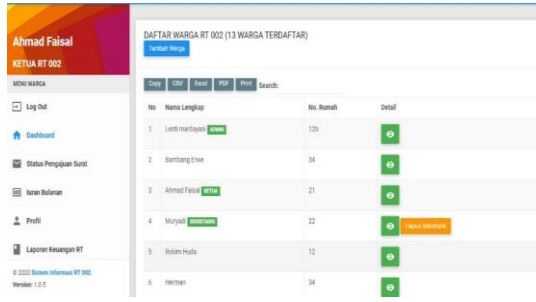 Ahmad Faisal
KETUA RT 002
MENU WARGA
Log Out
Dashboard
Status Pengajuan Surat
Iuran Bulanan
Profil
Laporan Keuangan RT
© 2020 Sistem Informasi RT 002
Version: 1.0.5
DAFTAR WARGA RT 002 (13 WARGA TERDAFTAR)
Tambah Warga
Copy CSV Excel PDF Print Search:
No Nama Lengkap No. Rumah Detail
1 Lenti mardayani ADMIN 12b
2 Bambang Erwe 34
3 Ahmad Faisal KETUA 21
4 Muryadi SEKRETARIS 22 Hapus Sekretaris
5 Rokim Huda 12
6 Herman 34